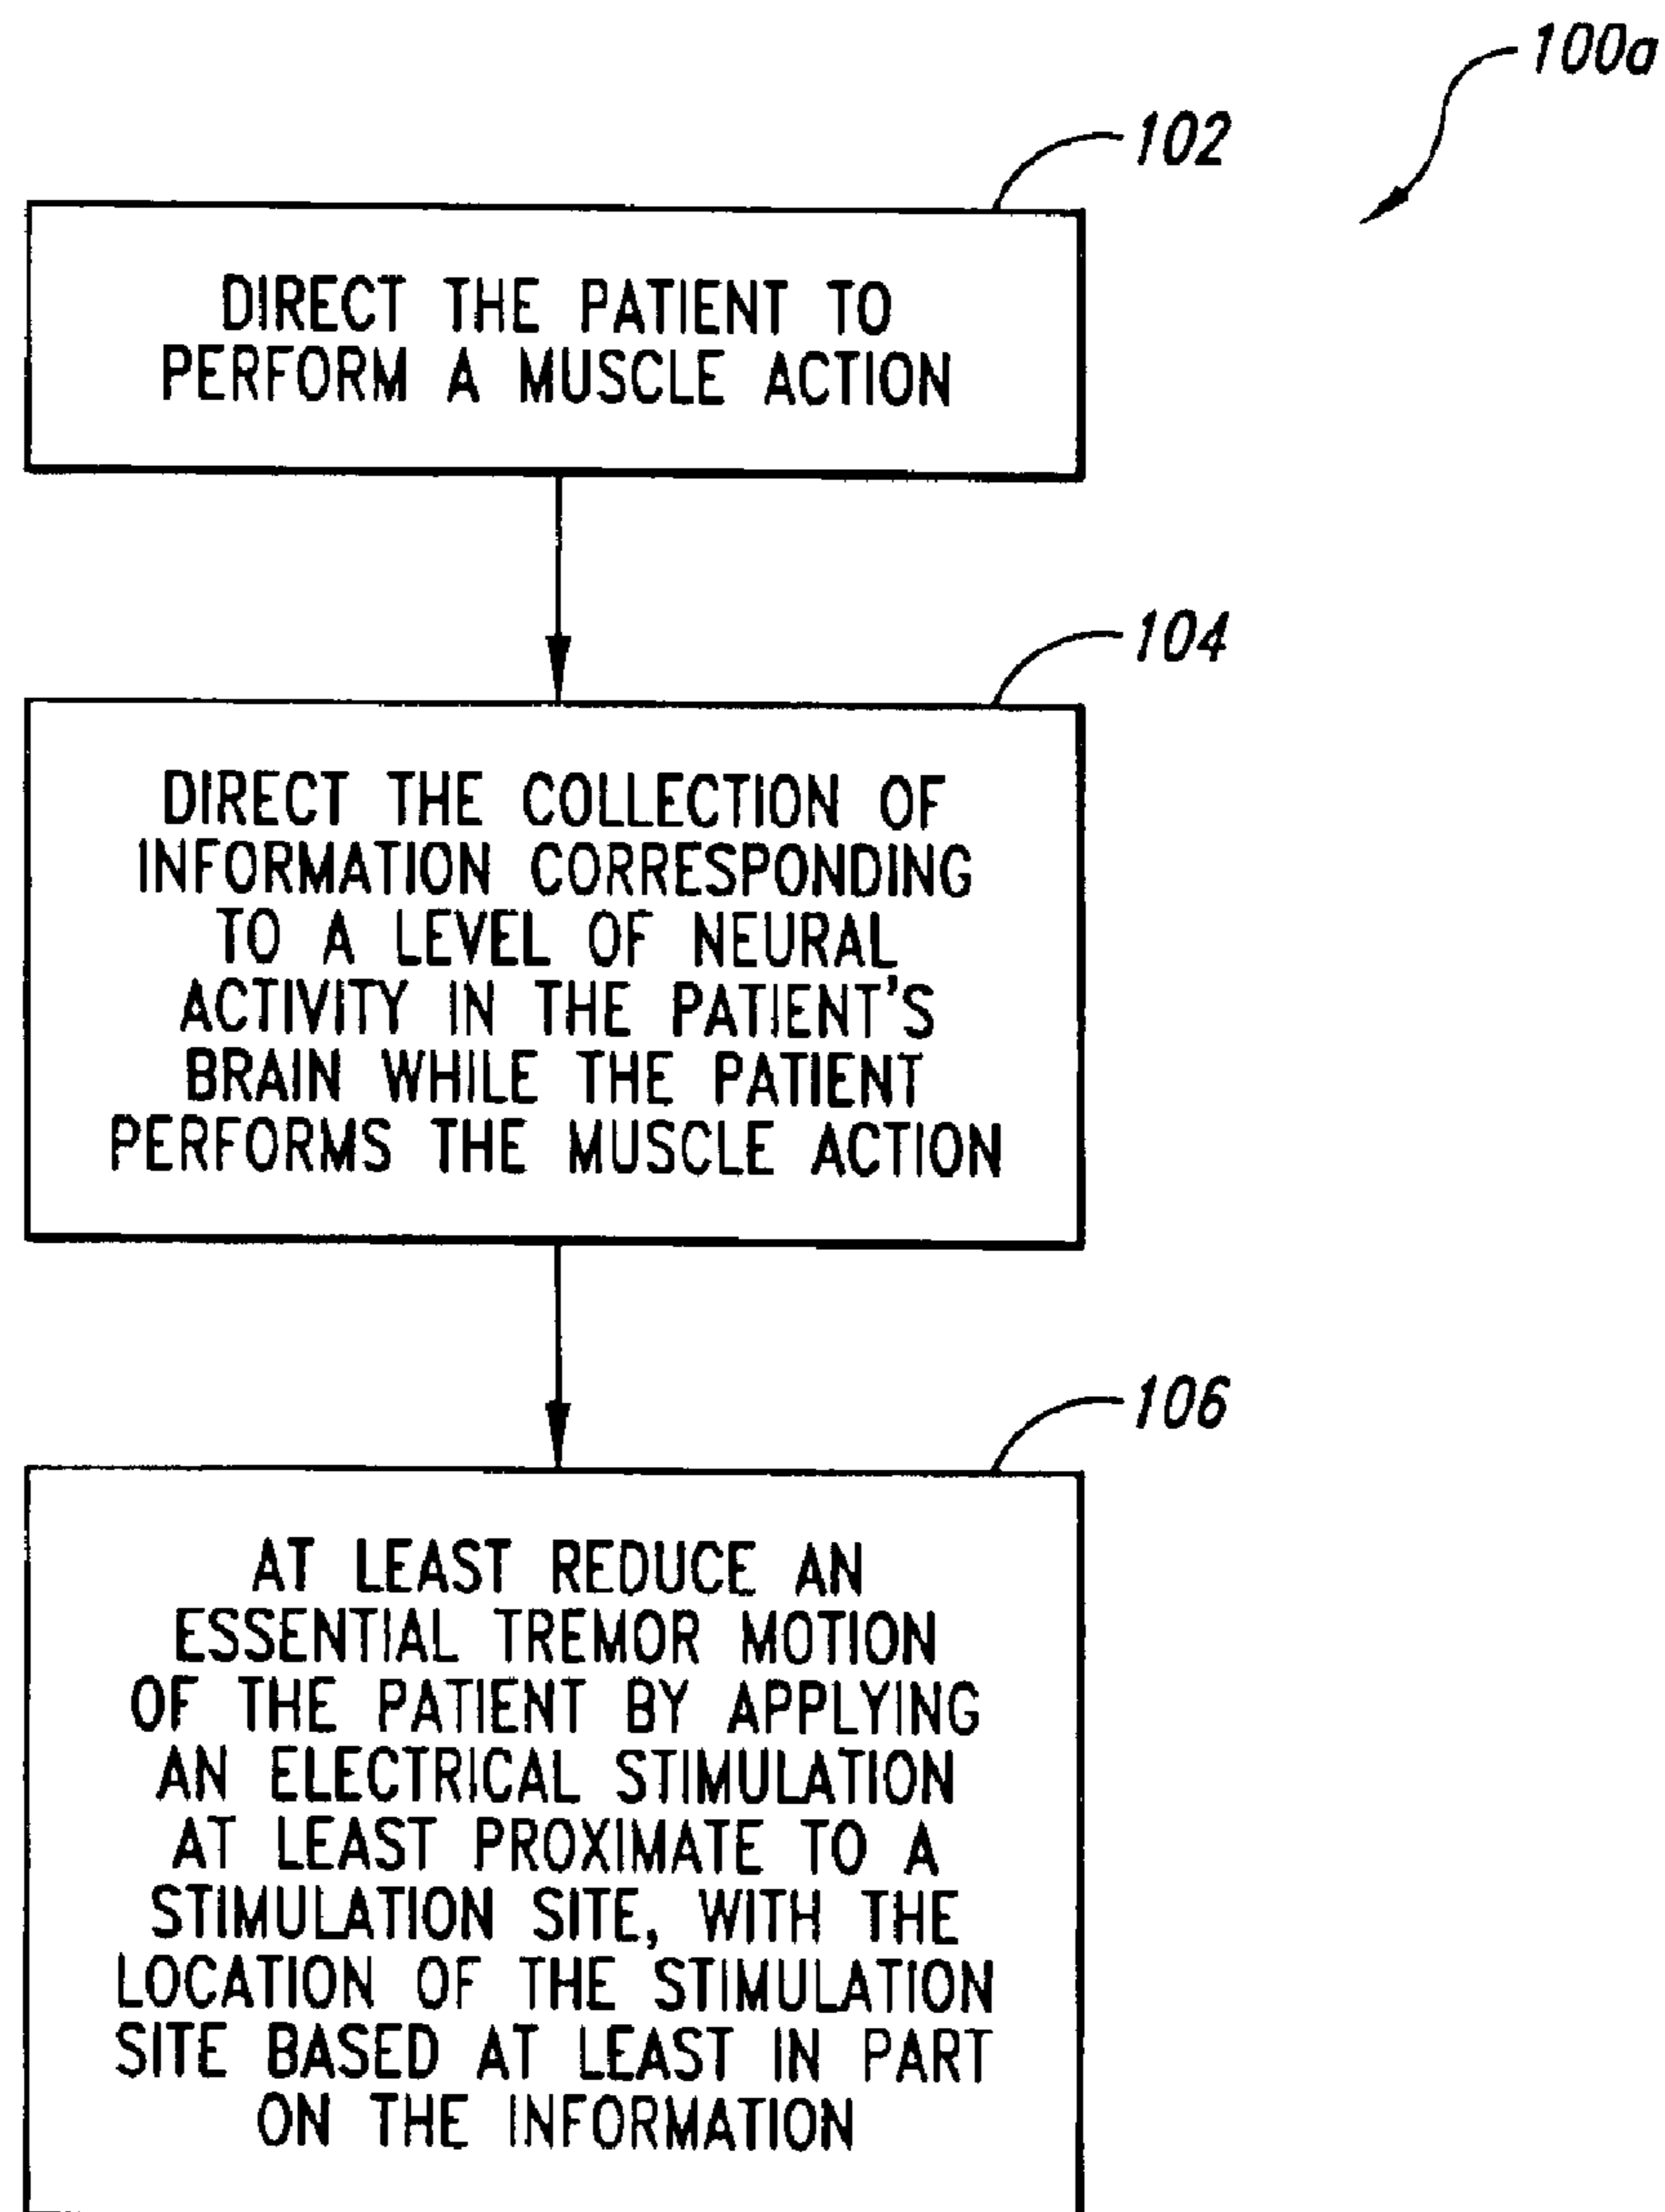 100a
102
DIRECT THE PATIENT TO
PERFORM A MUSCLE ACTION
104
DIRECT THE COLLECTION OF
INFORMATION CORRESPONDING
TO A LEVEL OF NEURAL
ACTIVITY IN THE PATIENT'S
BRAIN WHILE THE PATIENT
PERFORMS THE MUSCLE ACTION
106
AT LEAST REDUCE AN
ESSENTIAL TREMOR MOTION
OF THE PATIENT BY APPLYING
AN ELECTRICAL STIMULATION
AT LEAST PROXIMATE TO A
STIMULATION SITE, WITH THE
LOCATION OF THE STIMULATION
SITE BASED AT LEAST IN PART
ON THE INFORMATION